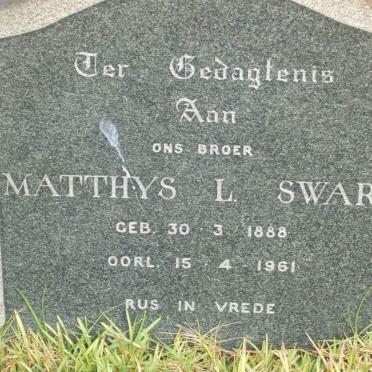 Ter Gedagtenis
Aan
ONS BROER
MATTHYS L. SWAR
GEB. 30 · 3 · 1888
OORL. 15 · 4 · 1961
RUS IN VREDE